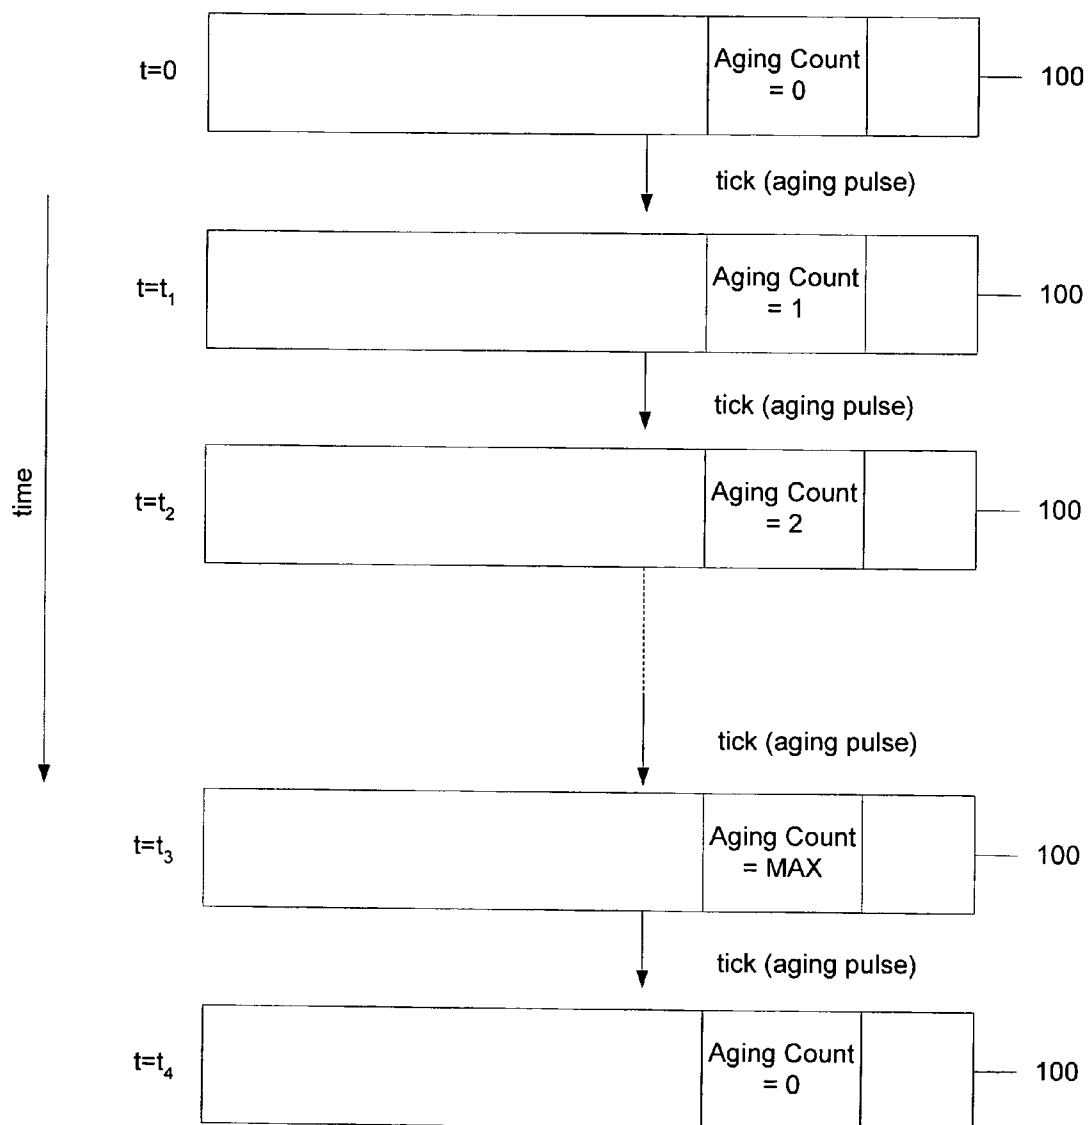 t=0
Aging Count
= 0
100
tick (aging pulse)
t=t₁
Aging Count
= 1
100
tick (aging pulse)
time
t=t₂
Aging Count
= 2
100
tick (aging pulse)
t=t₃
Aging Count
= MAX
100
tick (aging pulse)
t=t₄
Aging Count
= 0
100